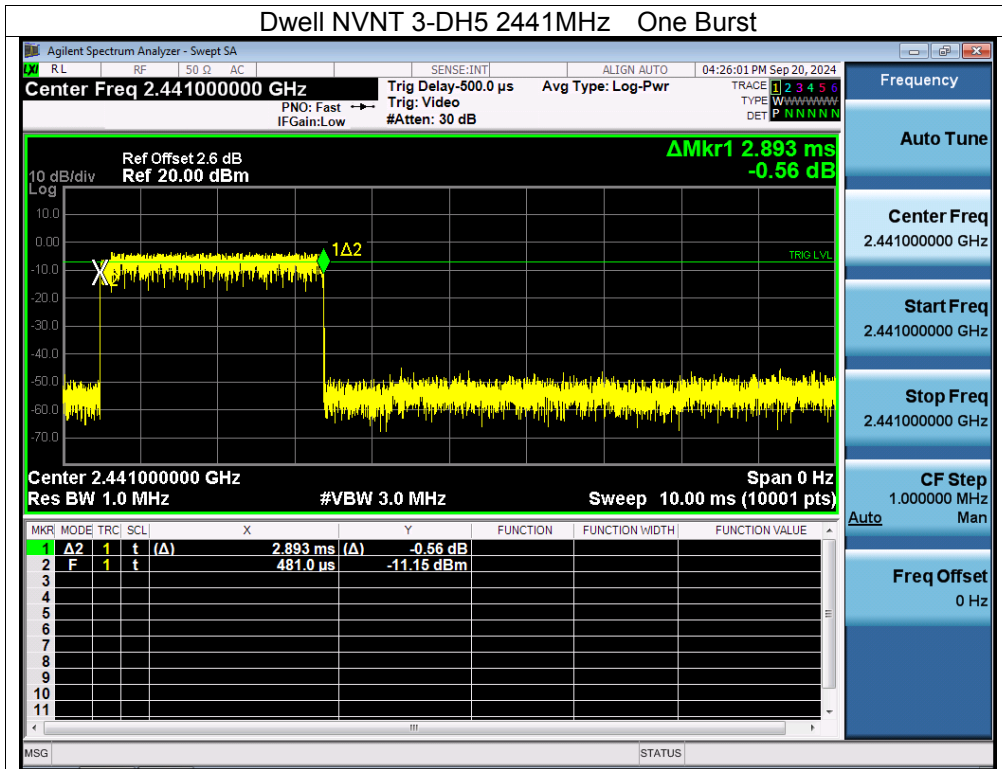 Dwell NVNT 3-DH5 2441MHz One Burst
Agilent Spectrum Analyzer - Swept SA
LXI RL RF 50 Ω AC SENSE:INT ALIGN AUTO 04:26:01 PM Sep 20, 2024
Center Freq 2.441000000 GHz Trig Delay-500.0 µs Avg Type: Log-Pwr TRACE 1 2 3 4 5 6
PNO: Fast Trig: Video TYPE WWWWWW
IFGain:Low #Atten: 30 dB DET P N N N N N
ΔMkr1 2.893 ms
-0.56 dB
Ref Offset 2.6 dB
10 dB/div Ref 20.00 dBm
Log
10.0
0.00
-10.0
-20.0
-30.0
-40.0
-50.0
-60.0
-70.0
1Δ2
TRIG LVL
2
Center 2.441000000 GHz Span 0 Hz
Res BW 1.0 MHz #VBW 3.0 MHz Sweep 10.00 ms (10001 pts)
MKR MODE TRC SCL X Y FUNCTION FUNCTION WIDTH FUNCTION VALUE
1 Δ2 1 t (Δ) 2.893 ms (Δ) -0.56 dB
2 F 1 t 481.0 µs -11.15 dBm
3
4
5
6
7
8
9
10
11
MSG STATUS
Frequency
Auto Tune
Center Freq
2.441000000 GHz
Start Freq
2.441000000 GHz
Stop Freq
2.441000000 GHz
CF Step
1.000000 MHz
Auto Man
Freq Offset
0 Hz